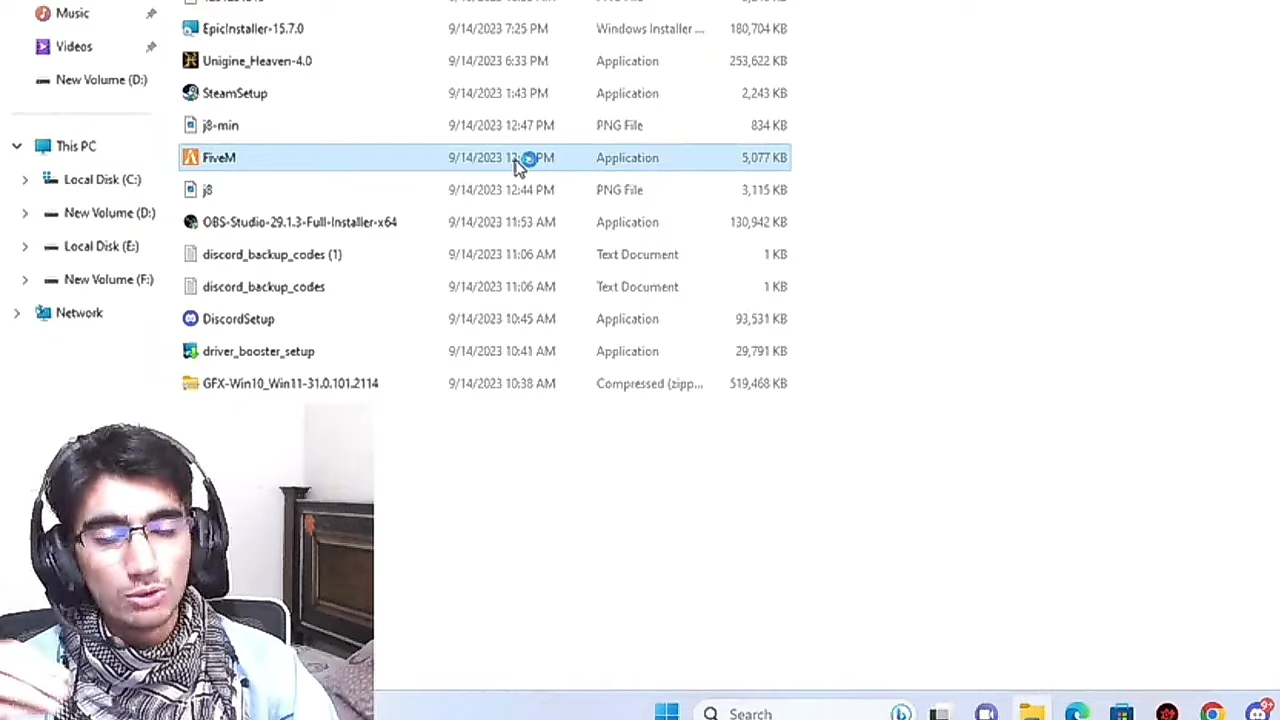 Music
Videos
New Volume (D:)
This PC
Local Disk (C:)
New Volume (D:)
Local Disk (E:)
New Volume (F:)
Network
EpicInstaller-15.7.0 9/14/2023 7:25 PM Windows Installer ... 180,704 KB
Unigine_Heaven-4.0 9/14/2023 6:33 PM Application 253,622 KB
SteamSetup 9/14/2023 1:43 PM Application 2,243 KB
j8-min 9/14/2023 12:47 PM PNG File 834 KB
FiveM 9/14/2023 PM Application 5,077 KB
j8 9/14/2023 12:44 PM PNG File 3,115 KB
OBS-Studio-29.1.3-Full-Installer-x64 9/14/2023 11:53 AM Application 130,942 KB
discord_backup_codes (1) 9/14/2023 11:06 AM Text Document 1 KB
discord_backup_codes 9/14/2023 11:06 AM Text Document 1 KB
DiscordSetup 9/14/2023 10:45 AM Application 93,531 KB
driver_booster_setup 9/14/2023 10:41 AM Application 29,791 KB
GFX-Win10_Win11-31.0.101.2114 9/14/2023 10:38 AM Compressed (zipp... 519,468 KB
Search
9+